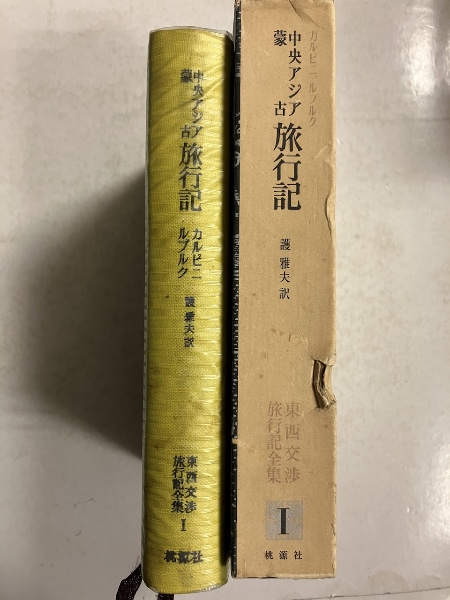 カルピニ ルブルク
中央アジア
蒙古
旅行記
護 雅夫 訳
東西交渉
旅行記全集
I
桃源社
中央アジア
蒙古
旅行記
カルピニ
ルブルク
護 雅夫 訳
東西交渉
旅行記全集 I
桃源社